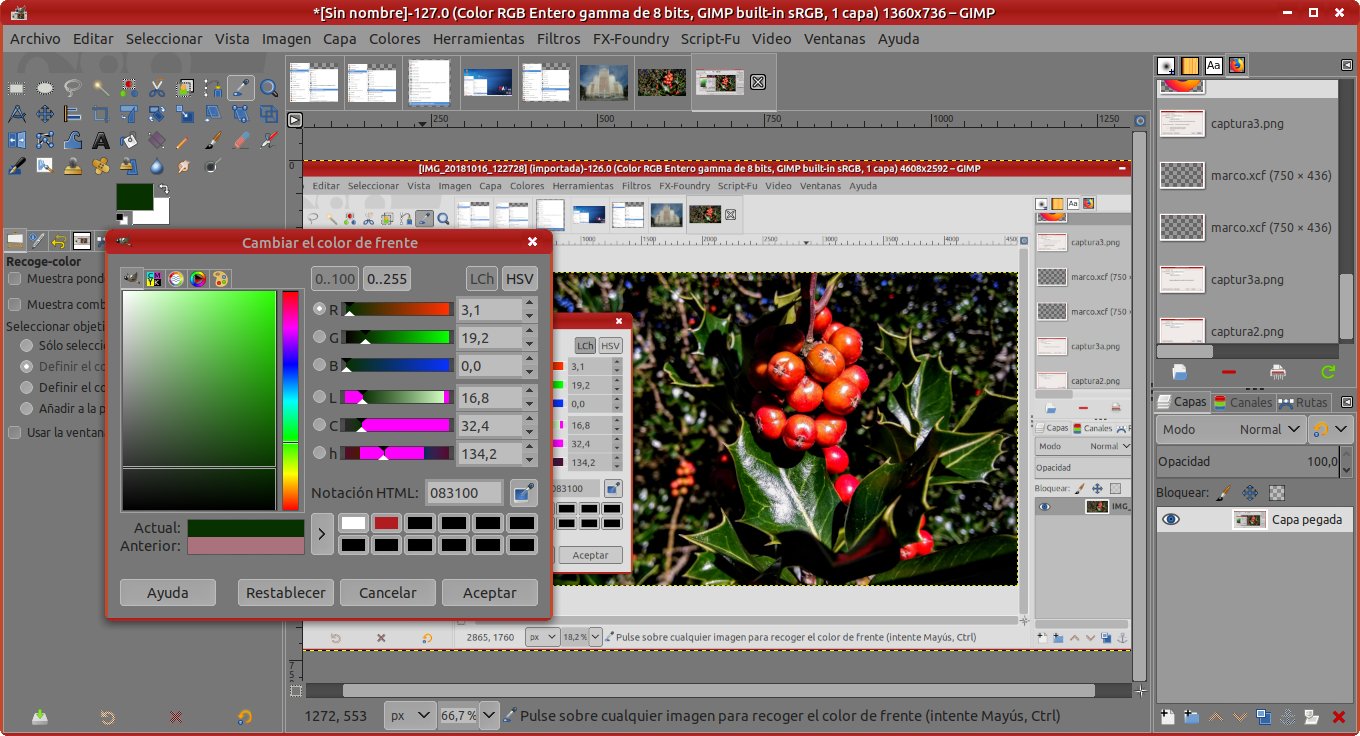 *[Sin nombre]-127.0 (Color RGB Entero gamma de 8 bits, GIMP built-in sRGB, 1 capa) 1360x736 – GIMP
Archivo Editar Seleccionar Vista Imagen Capa Colores Herramientas Filtros FX-Foundry Script-Fu Video Ventanas Ayuda
250 500 750 1000 1250
[IMG_20181016_122728] (importada)-126.0 (Color RGB Entero gamma de 8 bits, GIMP built-in sRGB, 1 capa) 4608x2592 – GIMP
Editar Seleccionar Vista Imagen Capa Colores Herramientas Filtros FX-Foundry Script-Fu Video Ventanas Ayuda
1000 1500 2000 2500 3000 3500 4000
captura3.png
marco.xcf (750
marco.xcf (750
captur3a.png
captura2.png
Capas Canales
Modo Normal
Opacidad
Bloquear:
IMG_
LCh HSV
3,1
19,2
0,0
16,8
32,4
134,2
083100
Aceptar
2865, 1760 px 18,2 % Pulse sobre cualquier imagen para recoger el color de frente (intente Mayús, Ctrl)
Recoge-color
Muestra pond
Muestra comb
Seleccionar objeti
Sólo selecci
Definir el co
Definir el co
Añadir a la p
Usar la ventan
Cambiar el color de frente
0..100 0..255 LCh HSV
R 3,1
G 19,2
B 0,0
L 16,8
C 32,4
h 134,2
Notación HTML: 083100
Actual:
Anterior:
Ayuda Restablecer Cancelar Aceptar
Aa
captura3.png
marco.xcf (750 × 436)
marco.xcf (750 × 436)
captur3a.png
captura2.png
Capas Canales Rutas
Modo Normal
Opacidad 100,0
Bloquear:
Capa pegada
1272, 553 px 66,7 % Pulse sobre cualquier imagen para recoger el color de frente (intente Mayús, Ctrl)